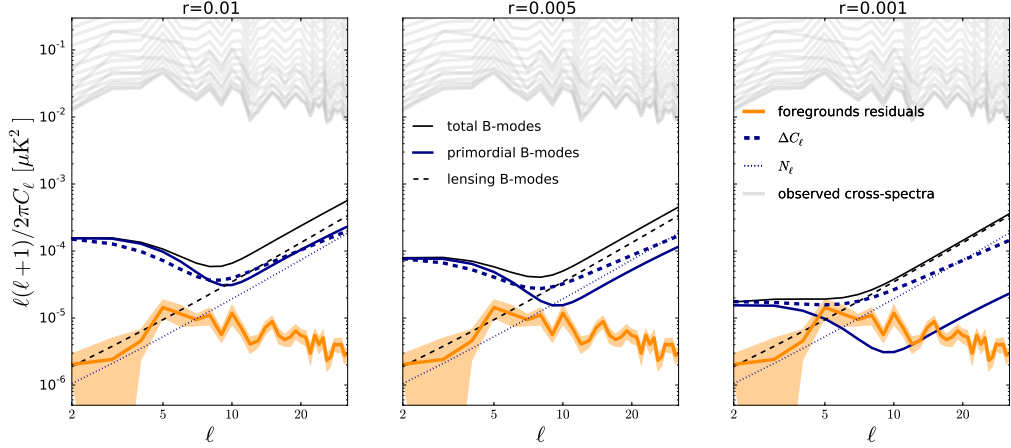 r=0.01 r=0.005 r=0.001
10⁻¹
10⁻²
10⁻³
10⁻⁴
10⁻⁵
10⁻⁶
ℓ(ℓ+1)/2πC_ℓ [μK²]
total B-modes
primordial B-modes
lensing B-modes
foregrounds residuals
ΔC_ℓ
N_ℓ
observed cross-spectra
2 5 10 20 2 5 10 20 2 5 10 20
ℓ ℓ ℓ